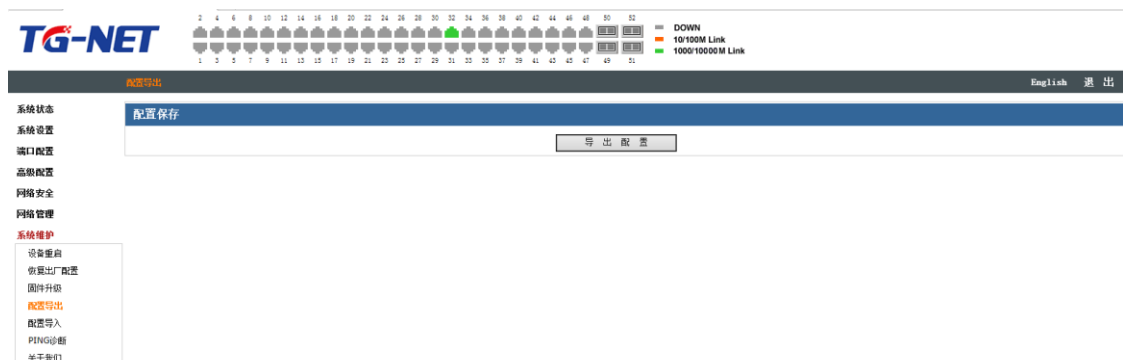 2 4 6 8 10 12 14 16 18 20 22 24 26 28 30 32 34 36 38 40 42 44 46 48 50 52
TG-NET
DOWN
10/100M Link
1000/10000M Link
1 3 5 7 9 11 13 15 17 19 21 23 25 27 29 31 33 35 37 39 41 43 45 47 49 51
配置导出
English 退 出
系统状态
配置保存
系统设置
导 出 配 置
端口配置
高级配置
网络安全
网络管理
系统维护
设备重启
恢复出厂配置
固件升级
配置导出
配置导入
PING诊断
关于我们